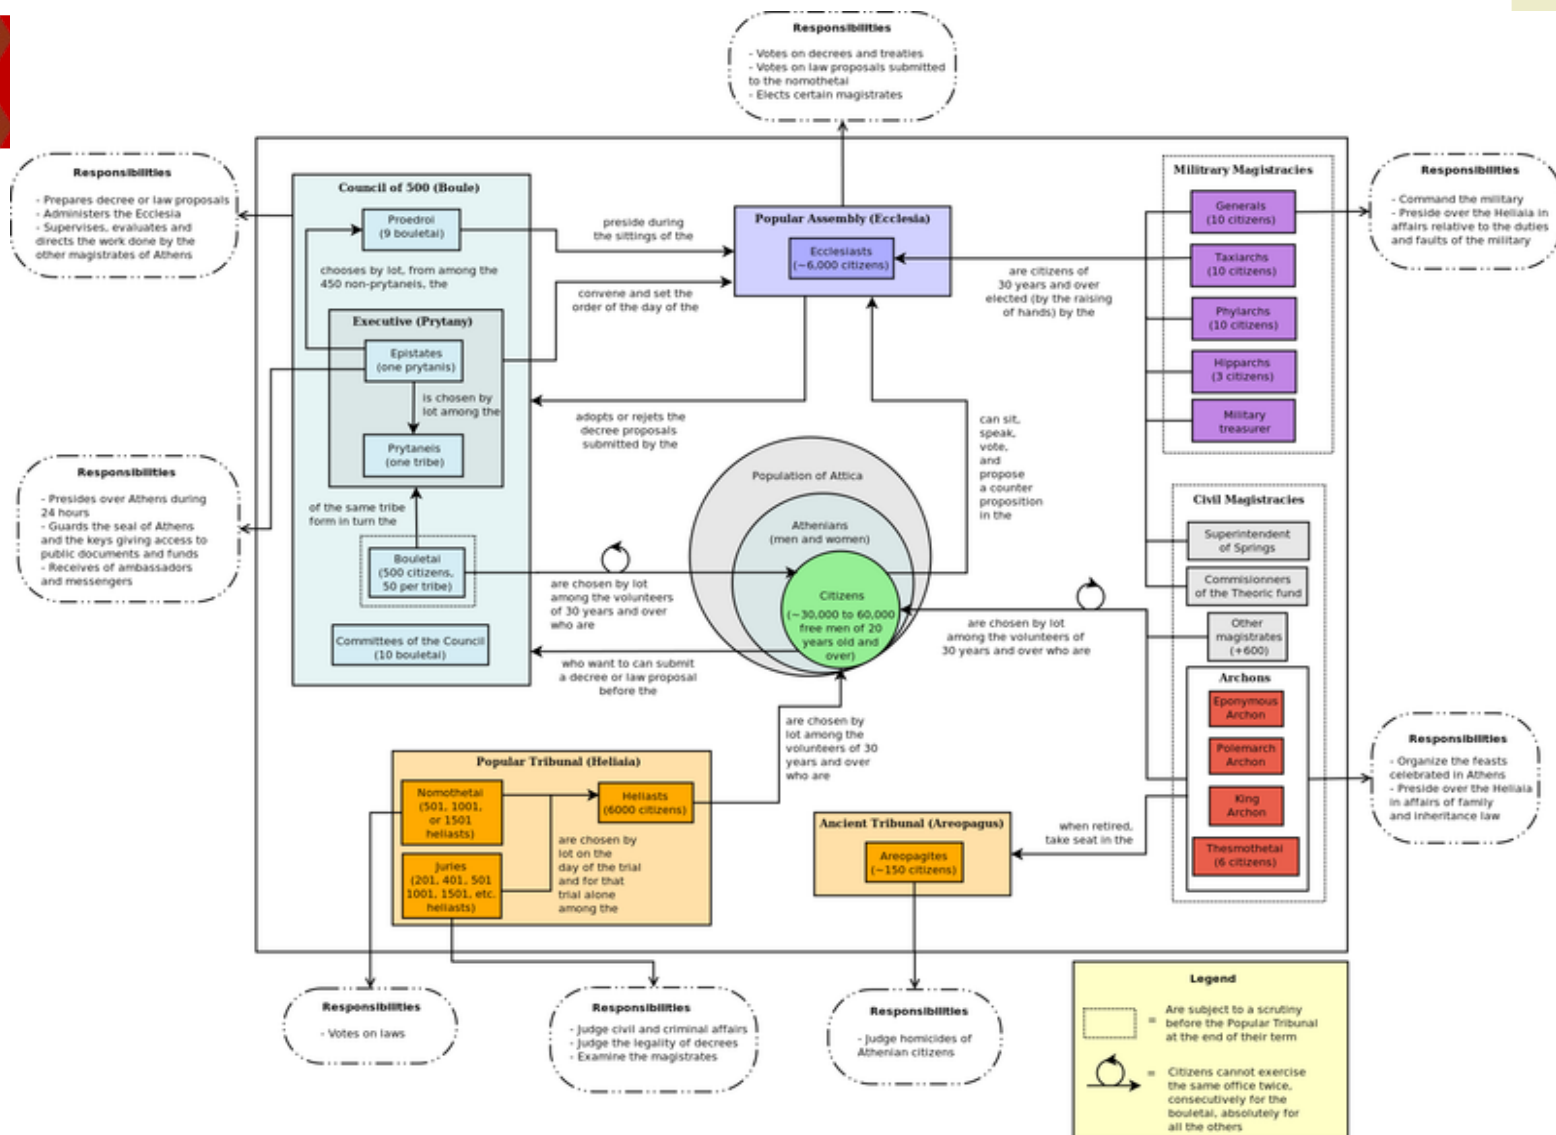 Responsibilities
- Votes on decrees and treaties
- Votes on law proposals submitted
to the nomothetai
- Elects certain magistrates
Responsibilities
- Prepares decree or law proposals
- Administers the Ecclesia
- Supervises, evaluates and
directs the work done by the
other magistrates of Athens
Council of 500 (Boule)
Proedroi
(9 bouletai)
chooses by lot, from among the
450 non-prytaneis, the
Executive (Prytany)
Epistates
(one prytanis)
is chosen by
lot among the
Prytaneis
(one tribe)
of the same tribe
form in turn the
Bouletai
(500 citizens,
50 per tribe)
Committees of the Council
(10 bouletai)
Responsibilities
- Presides over Athens during
24 hours
- Guards the seal of Athens
and the keys giving access to
public documents and funds
- Receives of ambassadors
and messengers
preside during
the sittings of the
convene and set the
order of the day of the
adopts or rejets the
decree proposals
submitted by the
Popular Assembly (Ecclesia)
Ecclesiasts
(~6,000 citizens)
are citizens of
30 years and over
elected (by the raising
of hands) by the
can sit,
speak,
vote,
and
propose
a counter
proposition
in the
Population of Attica
Athenians
(men and women)
Citizens
(~30,000 to 60,000
free men of 20
years old and
over)
are chosen by lot
among the volunteers
of 30 years and over
who are
who want to can submit
a decree or law proposal
before the
are chosen by lot
among the volunteers of
30 years and over who are
are chosen by
lot among the
volunteers of 30
years and over
who are
Militrary Magistracies
Generals
(10 citizens)
Taxiarchs
(10 citizens)
Phylarchs
(10 citizens)
Hipparchs
(3 citizens)
Military
treasurer
Responsibilities
- Command the military
- Preside over the Heliaia in
affairs relative to the duties
and faults of the military
Civil Magistracies
Superintendent
of Springs
Commisionners
of the Theoric fund
Other
magistrates
(+600)
Archons
Eponymous
Archon
Polemarch
Archon
King
Archon
Thesmothetai
(6 citizens)
Responsibilities
- Organize the feasts
celebrated in Athens
- Preside over the Heliaia
in affairs of family
and inheritance law
Popular Tribunal (Heliaia)
Nomothetai
(501, 1001,
or 1501
heliasts)
Heliasts
(6000 citizens)
Juries
(201, 401, 501
1001, 1501, etc.
heliasts)
are chosen by
lot on the
day of the trial
and for that
trial alone
among the
Ancient Tribunal (Areopagus)
Areopagites
(~150 citizens)
when retired,
take seat in the
Responsibilities
- Votes on laws
Responsibilities
- Judge civil and criminal affairs
- Judge the legality of decrees
- Examine the magistrates
Responsibilities
- Judge homicides of
Athenian citizens
Legend
= Are subject to a scrutiny
before the Popular Tribunal
at the end of their term
= Citizens cannot exercise
the same office twice,
consecutively for the
bouletai, absolutely for
all the others